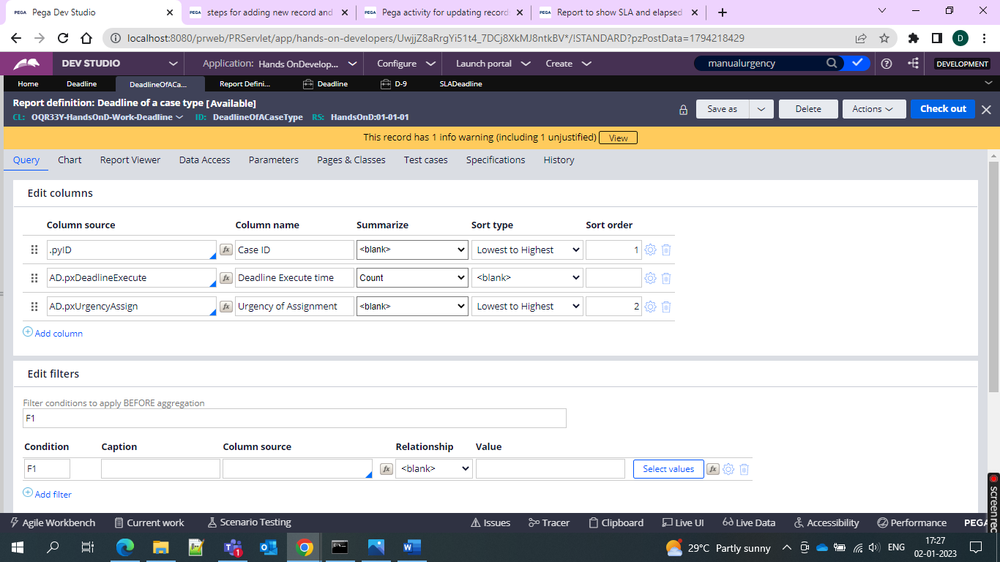 PEGA Pega Dev Studio
PEGA steps for adding new record and
PEGA Pega activity for updating record
PEGA Report to show SLA and elapsed
localhost:8080/prweb/PRServlet/app/hands-on-developers/UwjjZ8aRrgYi51t4_7DCj8XkMJ8ntkBV*/!STANDARD?pzPostData=1794218429
D
DEV STUDIO Application: Hands OnDevelop... Configure Launch portal Create manualurgency DEVELOPMENT
Home Deadline DeadlineOfACa... Report Defini... Deadline D-9 SLADeadline
Report definition: Deadline of a case type [Available]
CL: OQR33Y-HandsOnD-Work-Deadline ID: DeadlineOfACaseType RS: HandsOnD:01-01-01
Save as Delete Actions Check out
This record has 1 info warning (including 1 unjustified) View
Query Chart Report Viewer Data Access Parameters Pages & Classes Test cases Specifications History
Edit columns
Column source Column name Summarize Sort type Sort order
.pyID fx Case ID <blank> Lowest to Highest 1
AD.pxDeadlineExecute fx Deadline Execute time Count <blank>
AD.pxUrgencyAssign fx Urgency of Assignment <blank> Lowest to Highest 2
Add column
Edit filters
Filter conditions to apply BEFORE aggregation
F1
Condition Caption Column source Relationship Value
F1 fx <blank> Select values fx
Add filter
screenrec
Agile Workbench Current work Scenario Testing Issues Tracer Clipboard Live UI Live Data Accessibility Performance PEGA
1 29°C Partly sunny ENG 17:27
02-01-2023